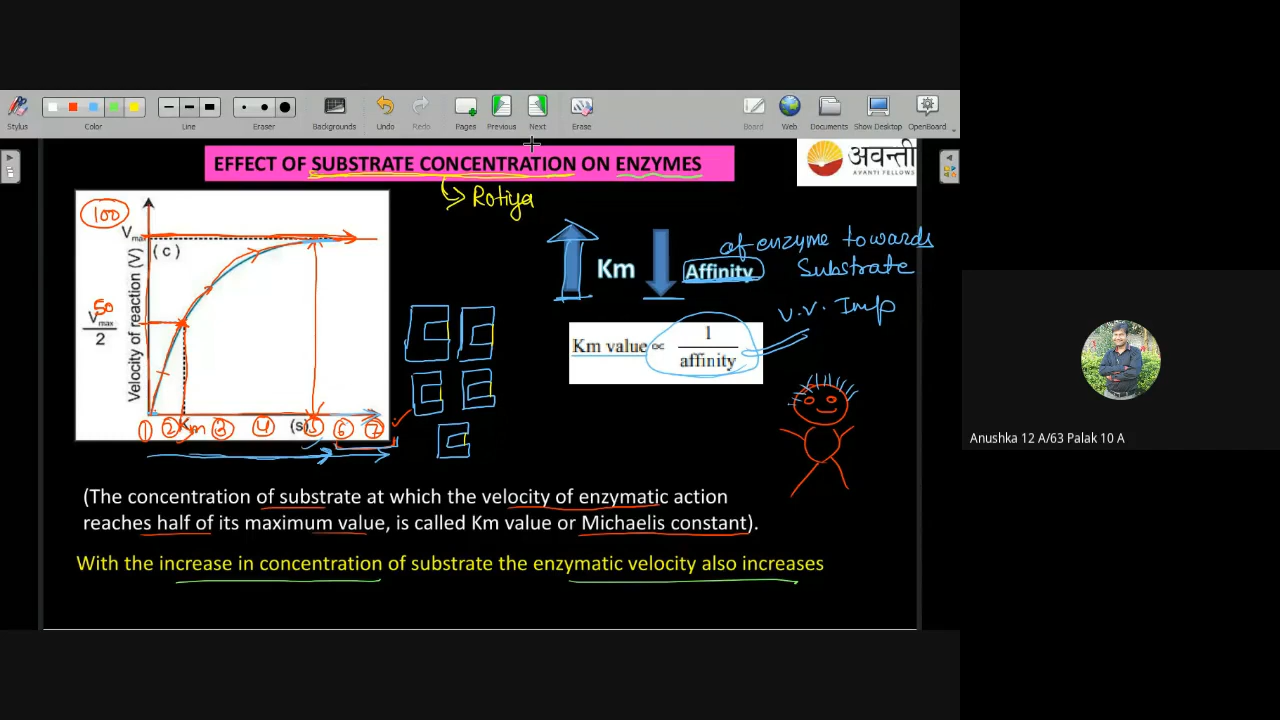 Stylus
Color
Line
Eraser
Backgrounds
Undo
Redo
Pages
Previous
Next
Erase
Board
Web
Documents
Show Desktop
OpenBoard
EFFECT OF SUBSTRATE CONCENTRATION ON ENZYMES
अवन्ती
AVANTI FELLOWS
Rotiya
100
Vmax
(c)
50
Vmax
2
Velocity of reaction (V)
1 2 Km 3 4 (s) 5 6 7
Km
Affinity
of enzyme towards
Substrate
v.v. Imp
Km value ∝ 1
affinity
(The concentration of substrate at which the velocity of enzymatic action
reaches half of its maximum value, is called Km value or Michaelis constant).
With the increase in concentration of substrate the enzymatic velocity also increases
Anushka 12 A/63 Palak 10 A